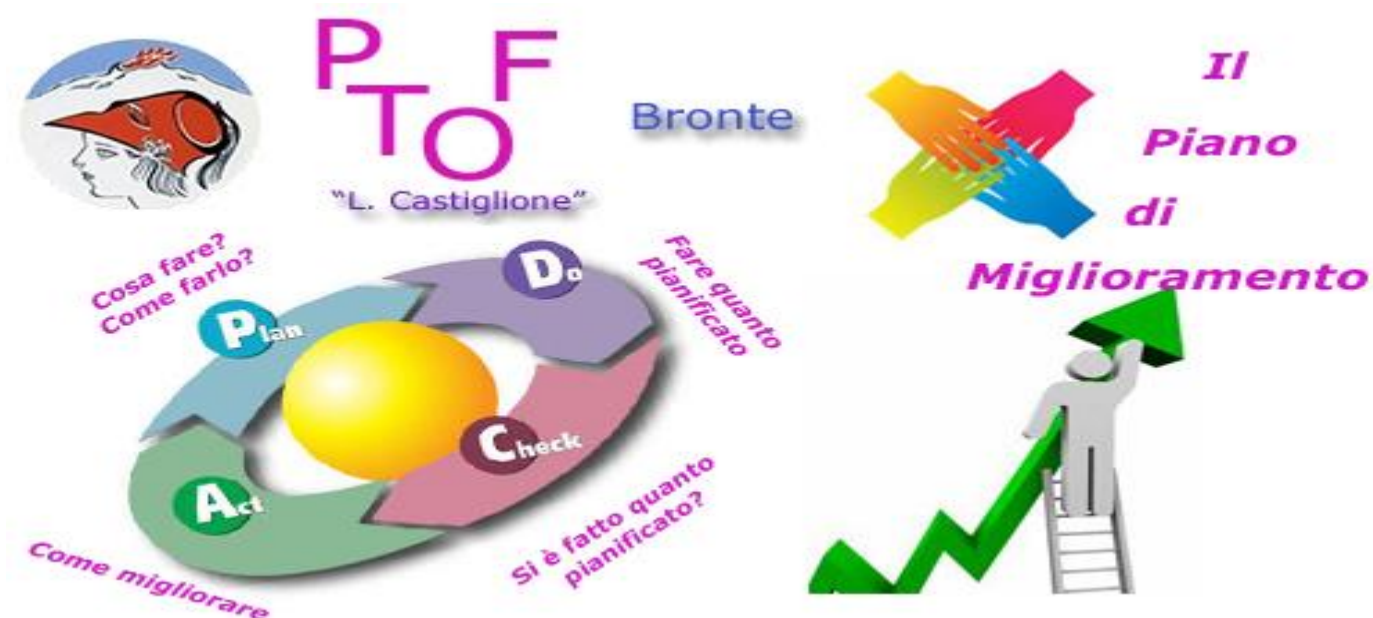 PTOF
Bronte
"L. Castiglione"
Il
Piano
di
Miglioramento
Cosa fare?
Come farlo?
Plan
Do
Fare quanto
pianificato
Check
Si è fatto quanto
pianificato?
Act
Come migliorare